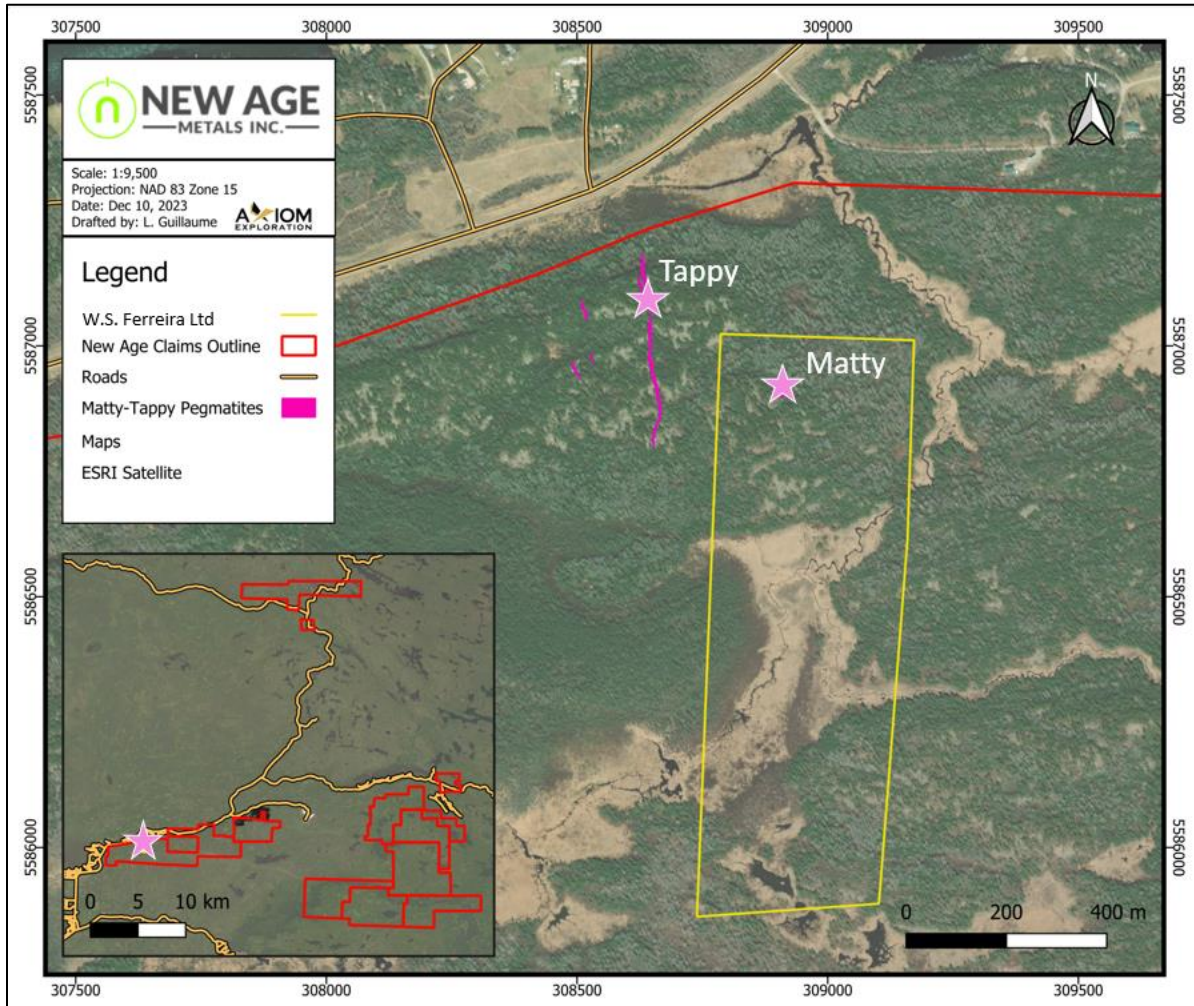 307500 308000 308500 309000 309500
5587500 5587500
5587000 5587000
5586500 5586500
5586000 5586000
NEW AGE
METALS INC.
n
Scale: 1:9,500
Projection: NAD 83 Zone 15
Date: Dec 10, 2023
Drafted by: L. Guillaume
AXIOM
EXPLORATION
Legend
W.S. Ferreira Ltd
New Age Claims Outline
Roads
Matty-Tappy Pegmatites
Maps
ESRI Satellite
N
Tappy
Matty
0 5 10 km
0 200 400 m
307500 308000 308500 309000 309500